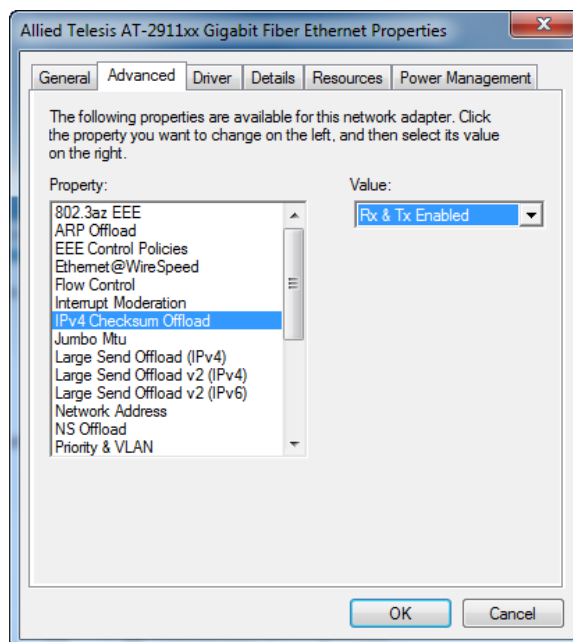 Allied Telesis AT-2911xx Gigabit Fiber Ethernet Properties
General Advanced Driver Details Resources Power Management
The following properties are available for this network adapter. Click
the property you want to change on the left, and then select its value
on the right.
Property:
Value:
802.3az EEE
ARP Offload
EEE Control Policies
Ethernet@WireSpeed
Flow Control
Interrupt Moderation
IPv4 Checksum Offload
Jumbo Mtu
Large Send Offload (IPv4)
Large Send Offload v2 (IPv4)
Large Send Offload v2 (IPv6)
Network Address
NS Offload
Priority & VLAN
Rx & Tx Enabled
OK
Cancel